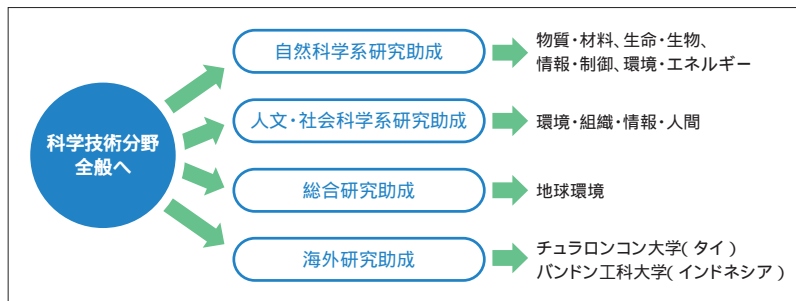 科学技術分野
全般へ
自然科学系研究助成
物質・材料、生命・生物、
情報・制御、環境・エネルギー
人文・社会科学系研究助成
環境・組織・情報・人間
総合研究助成
地球環境
海外研究助成
チュラロンコン大学(タイ)
バンドン工科大学(インドネシア)